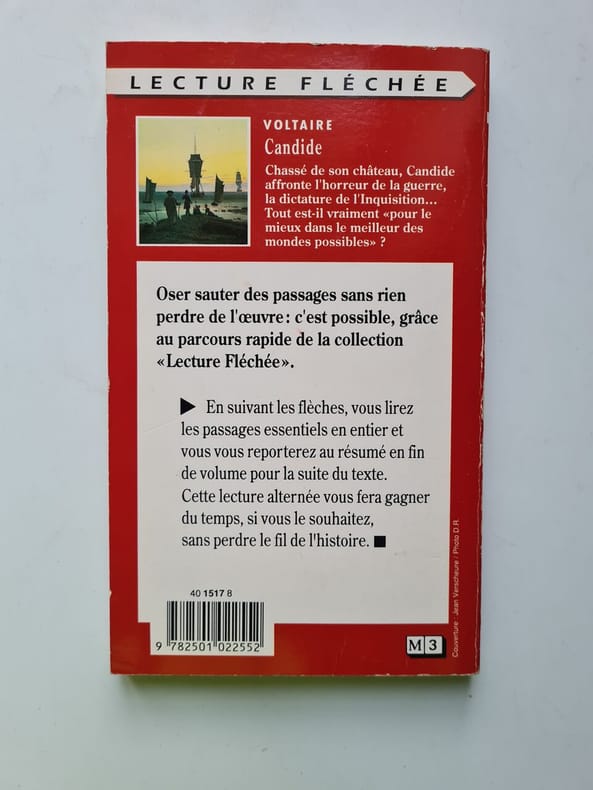 LECTURE FLÉCHÉE
VOLTAIRE
Candide
Chassé de son château, Candide
affronte l'horreur de la guerre,
la dictature de l'Inquisition...
Tout est-il vraiment «pour le
mieux dans le meilleur des
mondes possibles» ?
Oser sauter des passages sans rien
perdre de l'œuvre : c'est possible, grâce
au parcours rapide de la collection
«Lecture Fléchée».
En suivant les flèches, vous lirez
les passages essentiels en entier et
vous vous reporterez au résumé en fin
de volume pour la suite du texte.
Cette lecture alternée vous fera gagner
du temps, si vous le souhaitez,
sans perdre le fil de l'histoire.
40 1517 8
9 782501 022552
M 3
Couverture : Jean Verscheure / Photo D.R.